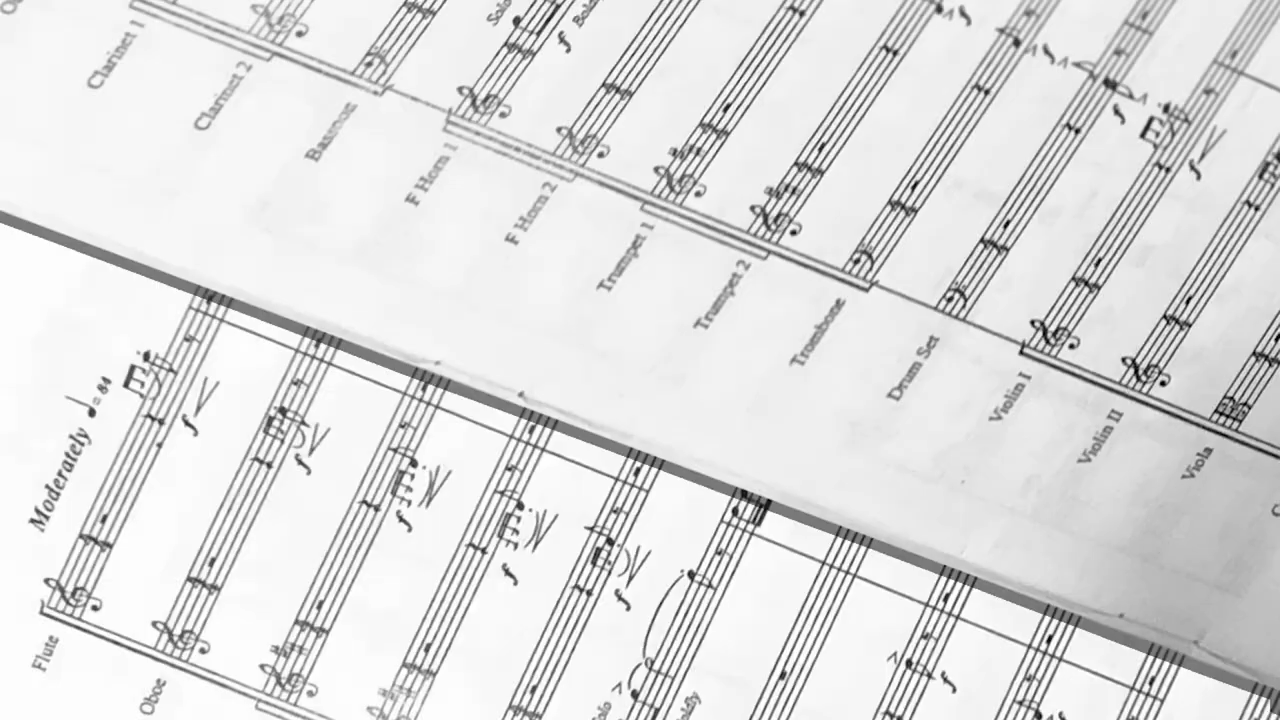 Clarinet 1
Clarinet 2
Bassoon
F Horn 1
F Horn 2
Trumpet 1
Trumpet 2
Trombone
Drum Set
Violin I
Violin II
Viola
Solo
f
f
f
f
f
Moderately ♩= 84
Flute
Oboe
f
f
f
f
f
f